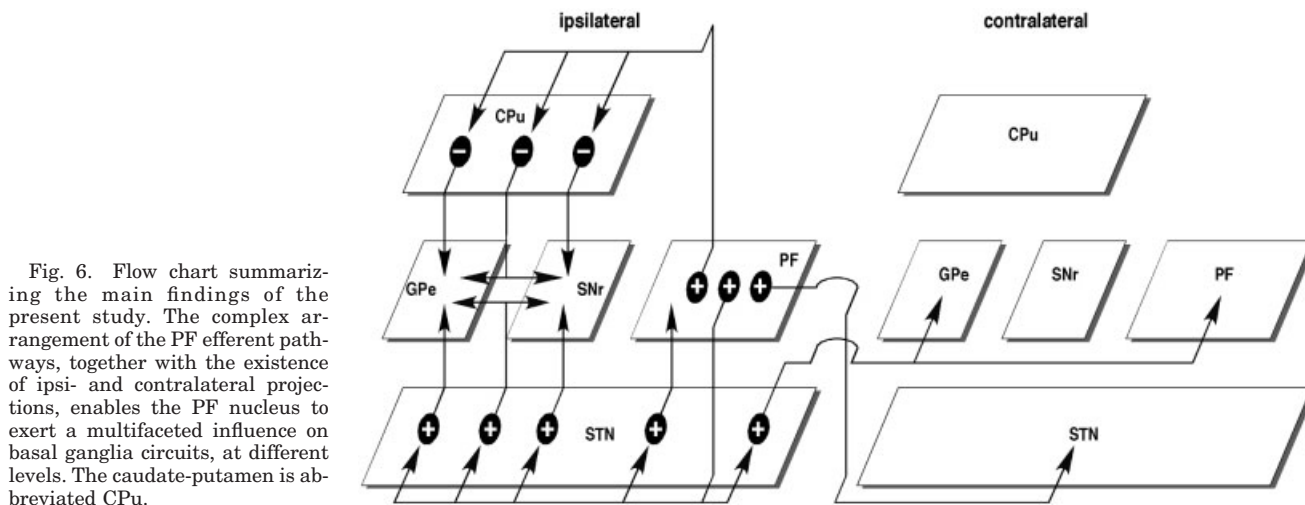 ipsilateral
contralateral
CPu
CPu
GPe
SNr
PF
GPe
SNr
PF
STN
STN
Fig. 6. Flow chart summariz-
ing the main findings of the
present study. The complex ar-
rangement of the PF efferent path-
ways, together with the existence
of ipsi- and contralateral projec-
tions, enables the PF nucleus to
exert a multifaceted influence on
basal ganglia circuits, at different
levels. The caudate-putamen is ab-
breviated CPu.